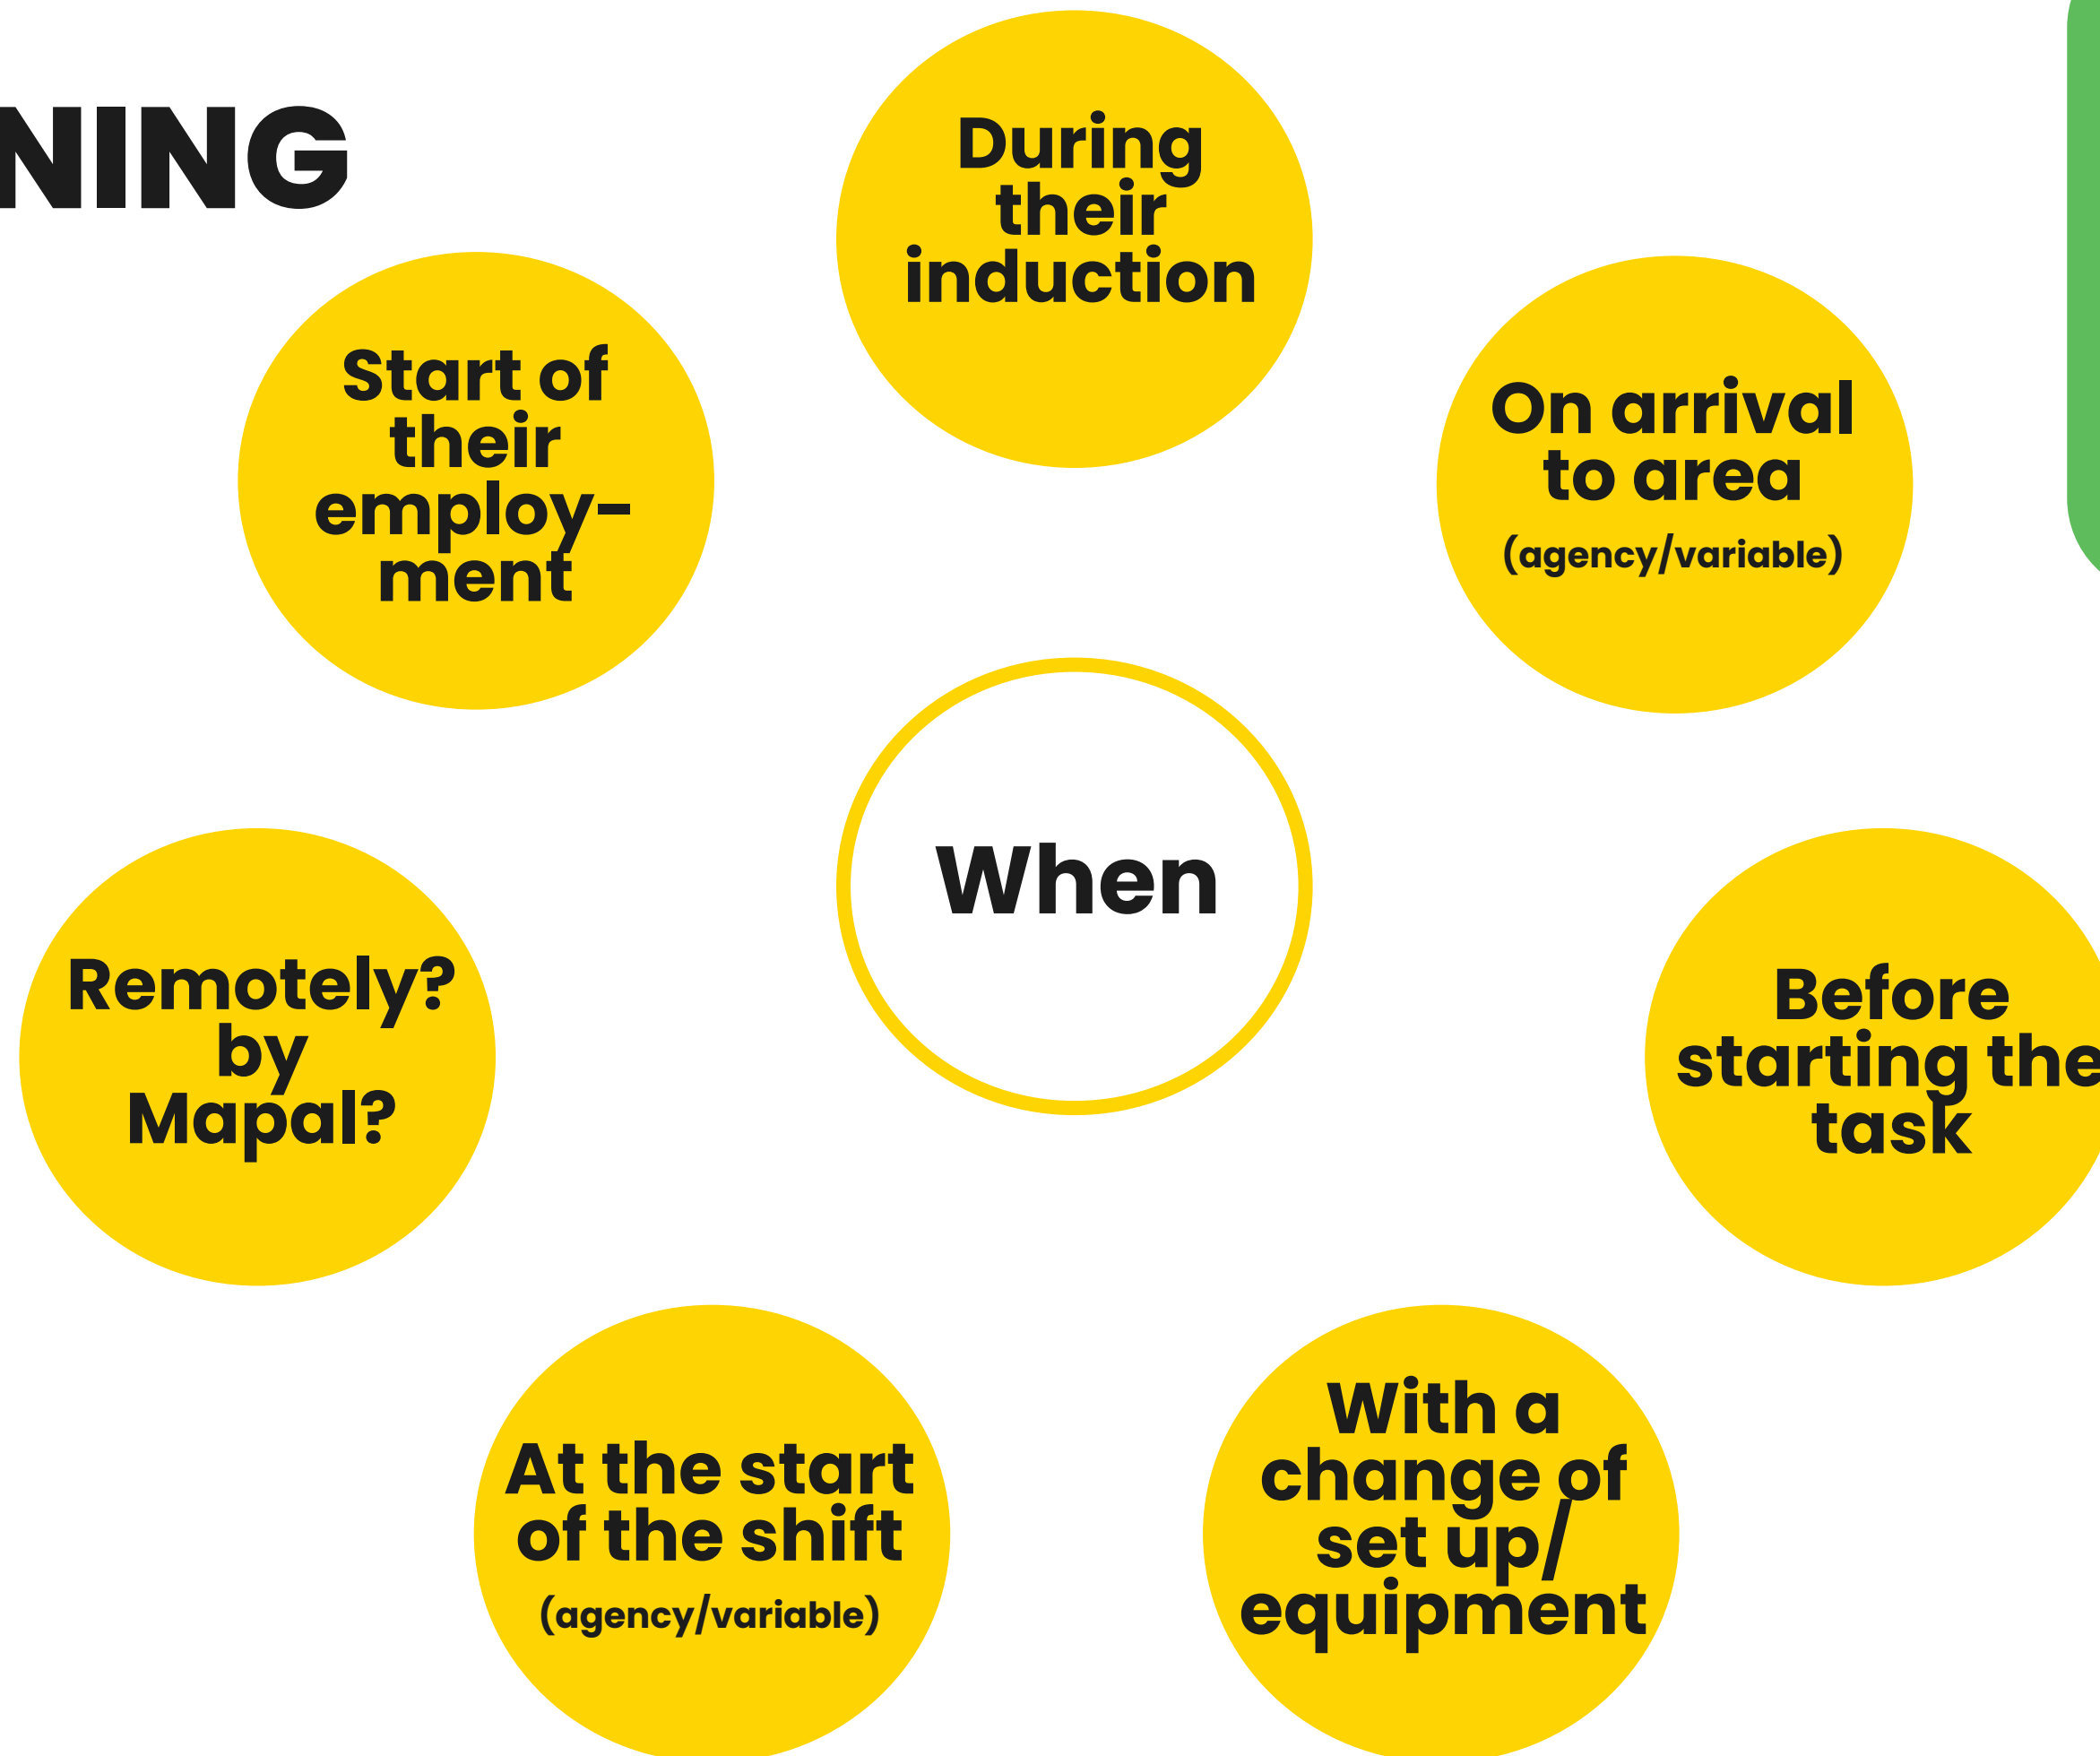 NING
During
their
induction
Start of
their
employ-
ment
On arrival
to area
(agency/variable)
When
Remotely?
by
Mapal?
Before
starting the
task
At the start
of the shift
(agency/variable)
With a
change of
set up/
equipment